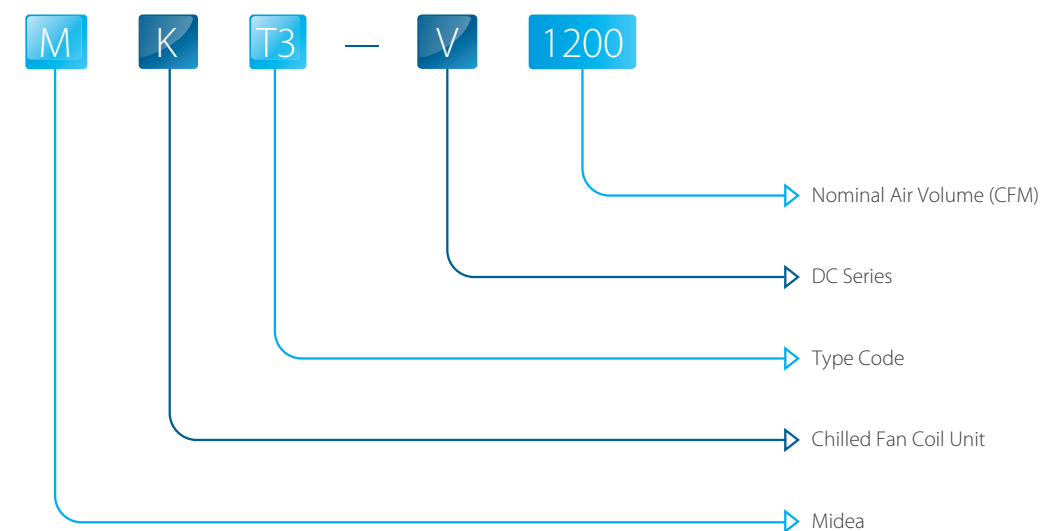 M K T3 — V 1200
Nominal Air Volume (CFM)
DC Series
Type Code
Chilled Fan Coil Unit
Midea